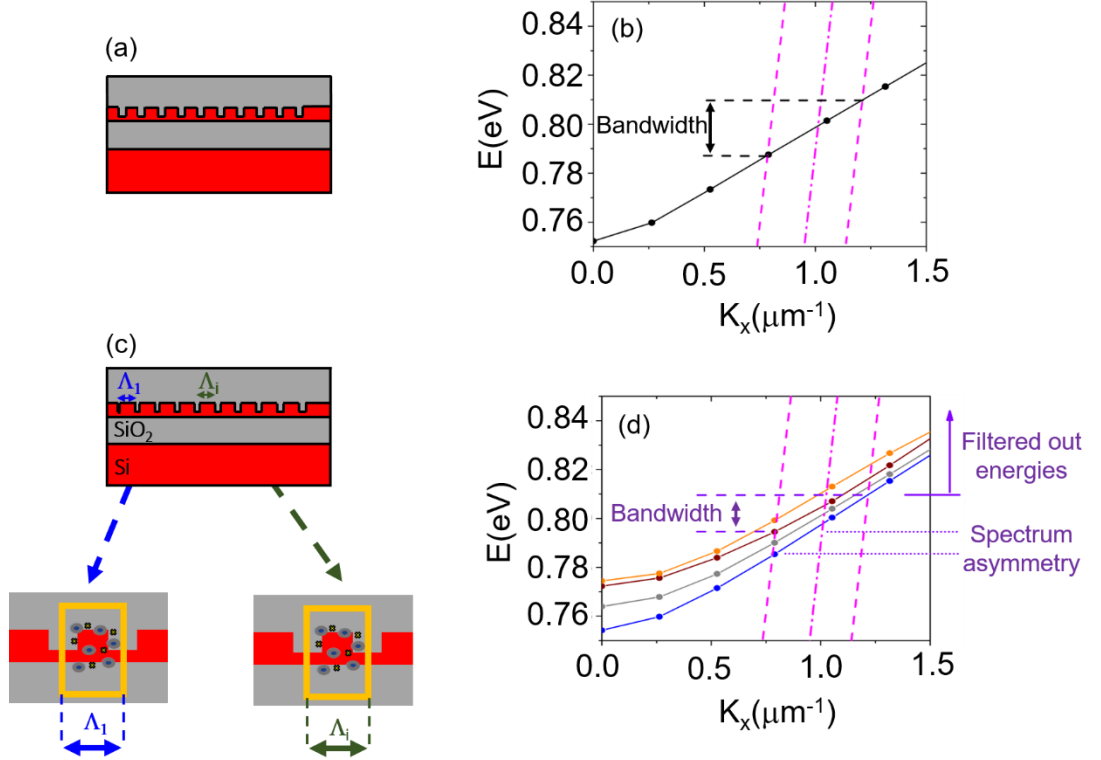 (a)
(b)
0.84
0.82
0.80
0.78
0.76
E(eV)
Bandwidth
0.0
0.5
1.0
1.5
Kₓ(μm⁻¹)
(c)
Λ₁
Λᵢ
SiO₂
Si
Λ₁
Λᵢ
(d)
0.84
0.82
0.80
0.78
0.76
E(eV)
Bandwidth
Filtered out
energies
Spectrum
asymmetry
0.0
0.5
1.0
1.5
Kₓ(μm⁻¹)